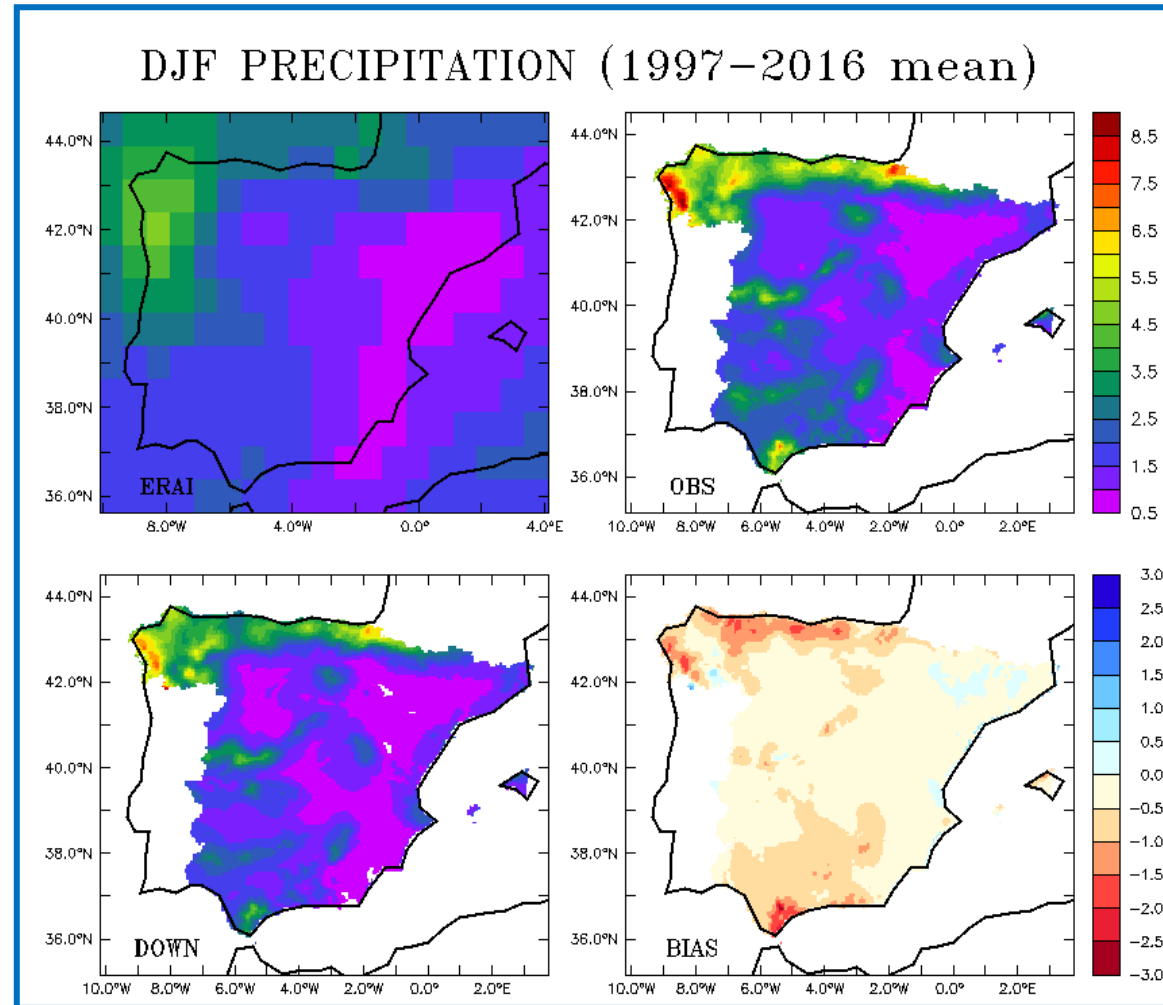 DJF PRECIPITATION (1997−2016 mean)
44.0°N
42.0°N
40.0°N
38.0°N
36.0°N
ERAI
8.0°W 4.0°W 0.0° 4.0°E
44.0°N
42.0°N
40.0°N
38.0°N
36.0°N
OBS
10.0°W 8.0°W 6.0°W 4.0°W 2.0°W 0.0° 2.0°E
8.5
7.5
6.5
5.5
4.5
3.5
2.5
1.5
0.5
44.0°N
42.0°N
40.0°N
38.0°N
36.0°N
DOWN
10.0°W 8.0°W 6.0°W 4.0°W 2.0°W 0.0° 2.0°E
44.0°N
42.0°N
40.0°N
38.0°N
36.0°N
BIAS
10.0°W 8.0°W 6.0°W 4.0°W 2.0°W 0.0° 2.0°E
3.0
2.5
2.0
1.5
1.0
0.5
0.0
−0.5
−1.0
−1.5
−2.0
−2.5
−3.0